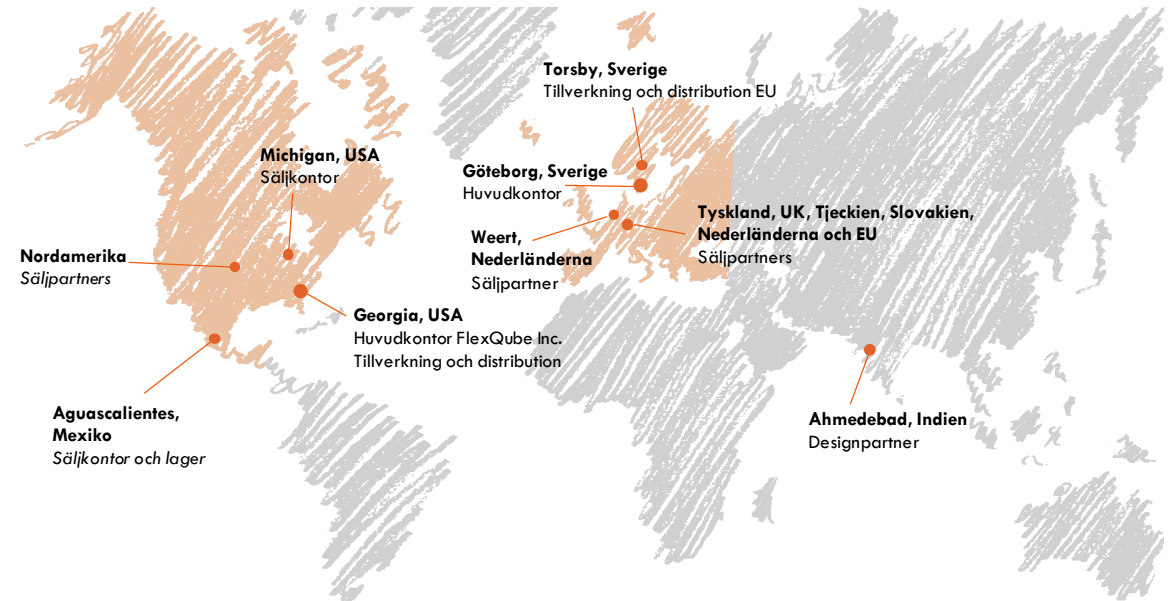 Torsby, Sverige
Tillverkning och distribution EU
Michigan, USA
Säljkontor
Göteborg, Sverige
Huvudkontor
Tyskland, UK, Tjeckien, Slovakien,
Nederländerna och EU
Säljpartners
Weert,
Nederländerna
Säljpartner
Nordamerika
Säljpartners
Georgia, USA
Huvudkontor FlexQube Inc.
Tillverkning och distribution
Aguascalientes,
Mexiko
Säljkontor och lager
Ahmedebad, Indien
Designpartner